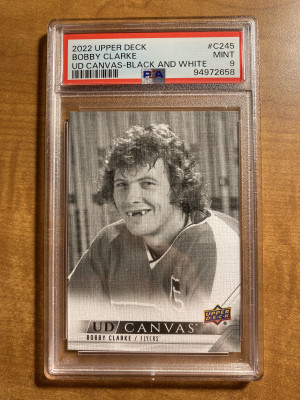 2022 UPPER DECK #C245
BOBBY CLARKE MINT
UD CANVAS-BLACK AND WHITE 9
PSA 94972658
UPPER DECK
UD CANVAS
BOBBY CLARKE / FLYERS